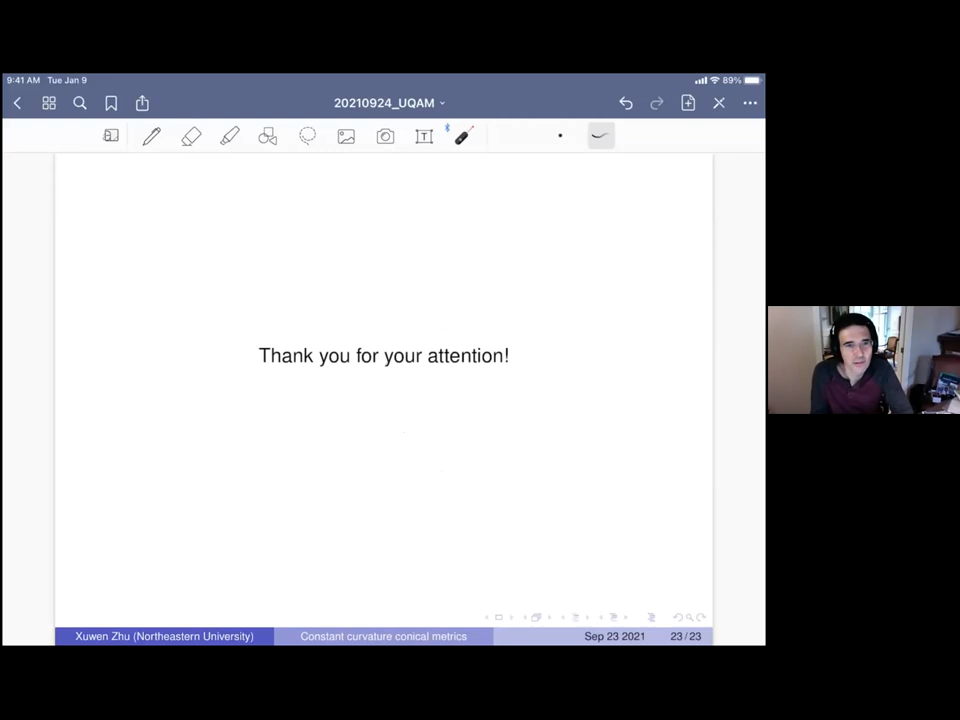 9:41 AM Tue Jan 9
89%
20210924_UQAM
T
Thank you for your attention!
Xuwen Zhu (Northeastern University) Constant curvature conical metrics Sep 23 2021 23 / 23